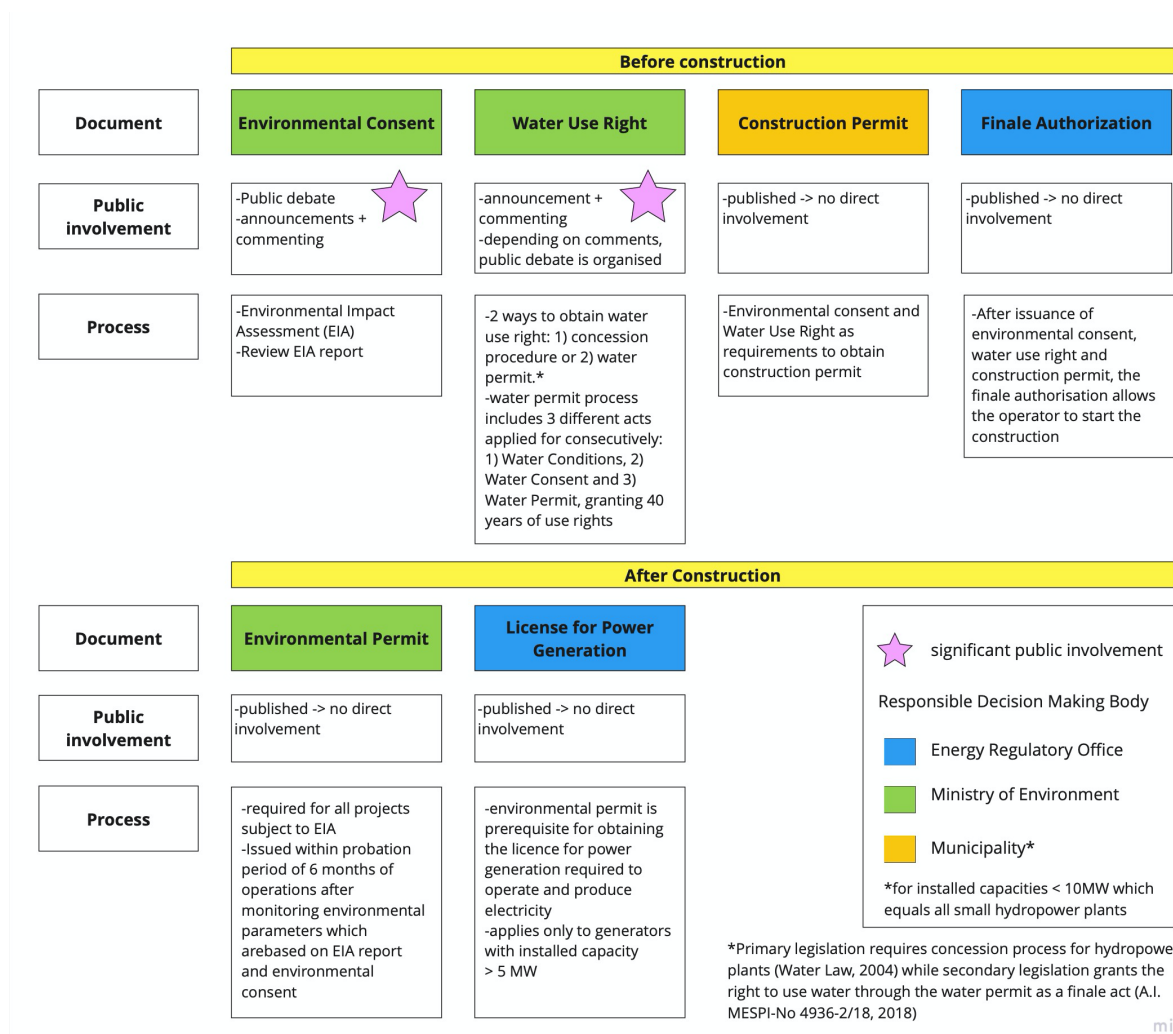 Before construction
Document
Environmental Consent
Water Use Right
Construction Permit
Finale Authorization
Public
involvement
-Public debate
-announcements +
commenting
-announcement +
commenting
-depending on comments,
public debate is organised
-published -> no direct
involvement
-published -> no direct
involvement
Process
-Environmental Impact
Assessment (EIA)
-Review EIA report
-2 ways to obtain water
use right: 1) concession
procedure or 2) water
permit.*
-water permit process
includes 3 different acts
applied for consecutively:
1) Water Conditions, 2)
Water Consent and 3)
Water Permit, granting 40
years of use rights
-Environmental consent and
Water Use Right as
requirements to obtain
construction permit
-After issuance of
environmental consent,
water use right and
construction permit, the
finale authorisation allows
the operator to start the
construction
After Construction
Document
Environmental Permit
License for Power
Generation
Public
involvement
-published -> no direct
involvement
-published -> no direct
involvement
Process
-required for all projects
subject to EIA
-Issued within probation
period of 6 months of
operations after
monitoring environmental
parameters which
arebased on EIA report
and environmental
consent
-environmental permit is
prerequisite for obtaining
the licence for power
generation required to
operate and produce
electricity
-applies only to generators
with installed capacity
> 5 MW
significant public involvement
Responsible Decision Making Body
Energy Regulatory Office
Ministry of Environment
Municipality*
*for installed capacities < 10MW which
equals all small hydropower plants
*Primary legislation requires concession process for hydropowe
plants (Water Law, 2004) while secondary legislation grants the
right to use water through the water permit as a finale act (A.I.
MESPI-No 4936-2/18, 2018)
mi